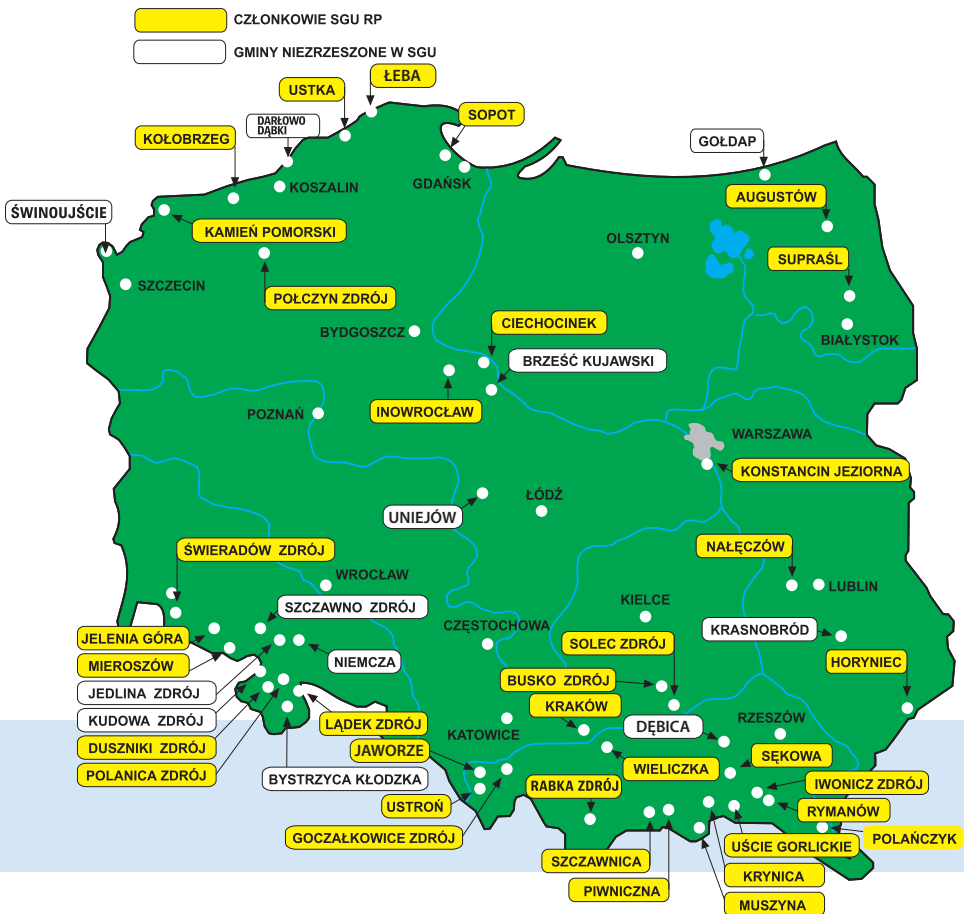 CZŁONKOWIE SGU RP
GMINY NIEZRZESZONE W SGU
ŁEBA
USTKA
SOPOT
DARŁOWO
DĄBKI
KOŁOBRZEG
GOŁDAP
KOSZALIN
GDAŃSK
AUGUSTÓW
ŚWINOUJŚCIE
KAMIEŃ POMORSKI
OLSZTYN
SUPRAŚL
SZCZECIN
POŁCZYN ZDRÓJ
BYDGOSZCZ
CIECHOCINEK
BIAŁYSTOK
BRZEŚĆ KUJAWSKI
POZNAŃ
INOWROCŁAW
WARSZAWA
KONSTANCIN JEZIORNA
ŁÓDŹ
UNIEJÓW
ŚWIERADÓW ZDRÓJ
NAŁĘCZÓW
WROCŁAW
LUBLIN
SZCZAWNO ZDRÓJ
KIELCE
CZĘSTOCHOWA
KRASNOBRÓD
JELENIA GÓRA
SOLEC ZDRÓJ
MIEROSZÓW
NIEMCZA
HORYNIEC
BUSKO ZDRÓJ
JEDLINA ZDRÓJ
KRAKÓW
KUDOWA ZDRÓJ
LĄDEK ZDRÓJ
DĘBICA
RZESZÓW
KATOWICE
DUSZNIKI ZDRÓJ
JAWORZE
SĘKOWA
WIELICZKA
POLANICA ZDRÓJ
BYSTRZYCA KŁODZKA
RABKA ZDRÓJ
IWONICZ ZDRÓJ
USTROŃ
RYMANÓW
GOCZAŁKOWICE ZDRÓJ
POLAŃCZYK
UŚCIE GORLICKIE
SZCZAWNICA
KRYNICA
PIWNICZNA
MUSZYNA